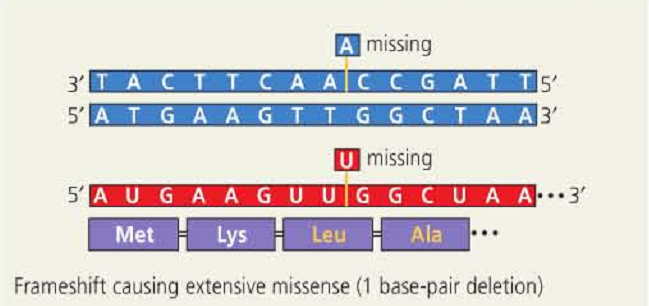 A missing
3′ T A C T T C A A C C G A T T 5′
5′ A T G A A G T T G G C T A A 3′
U missing
5′ A U G A A G U U G G C U A A ••• 3′
Met Lys Leu Ala •••
Frameshift causing extensive missense (1 base-pair deletion)